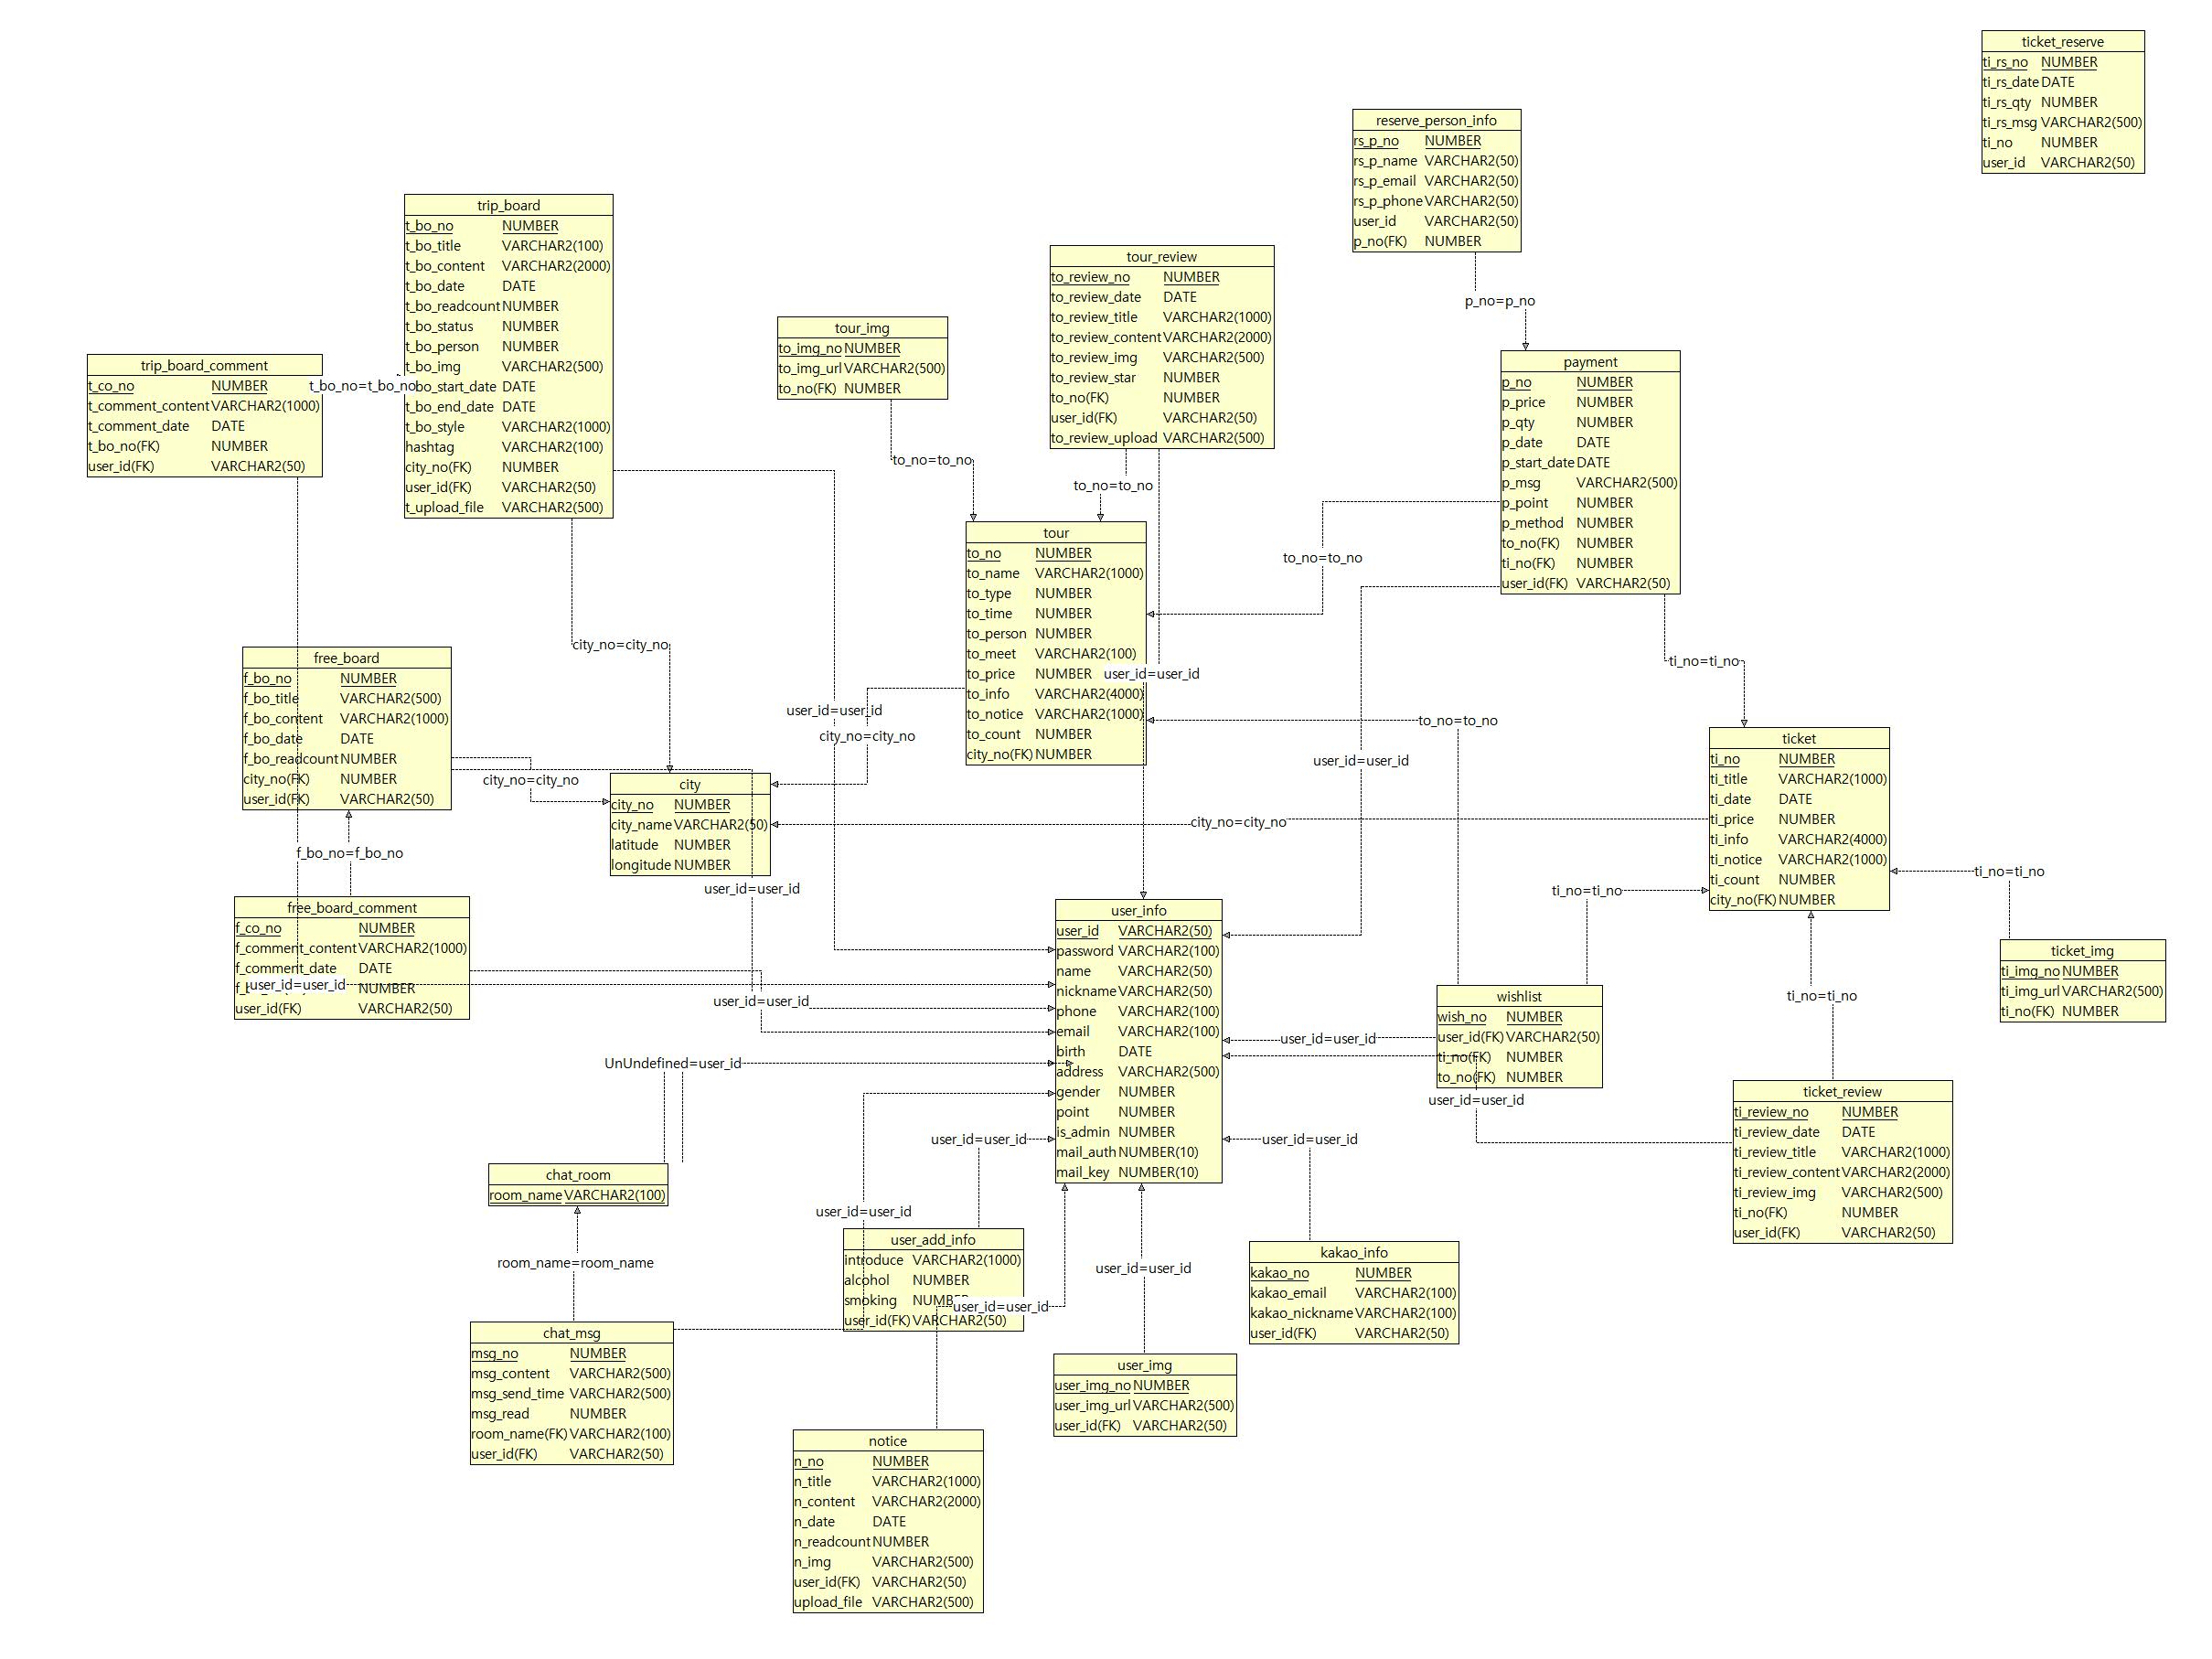 ticket_reserve
ti_rs_no NUMBER
ti_rs_date DATE
ti_rs_qty NUMBER
ti_rs_msg VARCHAR2(500)
ti_no NUMBER
user_id VARCHAR2(50)
reserve_person_info
rs_p_no NUMBER
rs_p_name VARCHAR2(50)
rs_p_email VARCHAR2(50)
rs_p_phone VARCHAR2(50)
user_id VARCHAR2(50)
p_no(FK) NUMBER
p_no=p_no
trip_board
t_bo_no NUMBER
t_bo_title VARCHAR2(100)
t_bo_content VARCHAR2(2000)
t_bo_date DATE
t_bo_readcount NUMBER
t_bo_status NUMBER
t_bo_person NUMBER
t_bo_img VARCHAR2(500)
bo_start_date DATE
t_bo_end_date DATE
t_bo_style VARCHAR2(1000)
hashtag VARCHAR2(100)
city_no(FK) NUMBER
user_id(FK) VARCHAR2(50)
t_upload_file VARCHAR2(500)
tour_review
to_review_no NUMBER
to_review_date DATE
to_review_title VARCHAR2(1000)
to_review_content VARCHAR2(2000)
to_review_img VARCHAR2(500)
to_review_star NUMBER
to_no(FK) NUMBER
user_id(FK) VARCHAR2(50)
to_review_upload VARCHAR2(500)
tour_img
to_img_no NUMBER
to_img_url VARCHAR2(500)
to_no(FK) NUMBER
trip_board_comment
t_co_no NUMBER
t_comment_content VARCHAR2(1000)
t_comment_date DATE
t_bo_no(FK) NUMBER
user_id(FK) VARCHAR2(50)
t_bo_no=t_bo_no
payment
p_no NUMBER
p_price NUMBER
p_qty NUMBER
p_date DATE
p_start_date DATE
p_msg VARCHAR2(500)
p_point NUMBER
p_method NUMBER
to_no(FK) NUMBER
ti_no(FK) NUMBER
user_id(FK) VARCHAR2(50)
to_no=to_no
to_no=to_no
to_no=to_no
tour
to_no NUMBER
to_name VARCHAR2(1000)
to_type NUMBER
to_time NUMBER
to_person NUMBER
to_meet VARCHAR2(100)
to_price NUMBER
to_info VARCHAR2(4000)
to_notice VARCHAR2(1000)
to_count NUMBER
city_no(FK) NUMBER
city_no=city_no
user_id=user_id
ti_no=ti_no
user_id=user_id
city_no=city_no
to_no=to_no
user_id=user_id
free_board
f_bo_no NUMBER
f_bo_title VARCHAR2(500)
f_bo_content VARCHAR2(1000)
f_bo_date DATE
f_bo_readcount NUMBER
city_no(FK) NUMBER
user_id(FK) VARCHAR2(50)
city_no=city_no
city
city_no NUMBER
city_name VARCHAR2(50)
latitude NUMBER
longitude NUMBER
city_no=city_no
ticket
ti_no NUMBER
ti_title VARCHAR2(1000)
ti_date DATE
ti_price NUMBER
ti_info VARCHAR2(4000)
ti_notice VARCHAR2(1000)
ti_count NUMBER
city_no(FK) NUMBER
f_bo_no=f_bo_no
user_id=user_id
ti_no=ti_no
ti_no=ti_no
free_board_comment
f_co_no NUMBER
f_comment_content VARCHAR2(1000)
f_comment_date DATE
user_id=user_id NUMBER
user_id(FK) VARCHAR2(50)
user_info
user_id VARCHAR2(50)
password VARCHAR2(100)
name VARCHAR2(50)
nickname VARCHAR2(50)
phone VARCHAR2(100)
email VARCHAR2(100)
birth DATE
address VARCHAR2(500)
gender NUMBER
point NUMBER
is_admin NUMBER
mail_auth NUMBER(10)
mail_key NUMBER(10)
ticket_img
ti_img_no NUMBER
ti_img_url VARCHAR2(500)
ti_no(FK) NUMBER
wishlist
wish_no NUMBER
user_id(FK) VARCHAR2(50)
ti_no(FK) NUMBER
to_no(FK) NUMBER
ti_no=ti_no
user_id=user_id
user_id=user_id
UnUndefined=user_id
user_id=user_id
ticket_review
ti_review_no NUMBER
ti_review_date DATE
ti_review_title VARCHAR2(1000)
ti_review_content VARCHAR2(2000)
ti_review_img VARCHAR2(500)
ti_no(FK) NUMBER
user_id(FK) VARCHAR2(50)
user_id=user_id
user_id=user_id
chat_room
room_name VARCHAR2(100)
user_id=user_id
room_name=room_name
user_add_info
introduce VARCHAR2(1000)
alcohol NUMBER
smoking NUMBER
user_id(FK) VARCHAR2(50)
user_id=user_id
user_id=user_id
kakao_info
kakao_no NUMBER
kakao_email VARCHAR2(100)
kakao_nickname VARCHAR2(100)
user_id(FK) VARCHAR2(50)
chat_msg
msg_no NUMBER
msg_content VARCHAR2(500)
msg_send_time VARCHAR2(500)
msg_read NUMBER
room_name(FK) VARCHAR2(100)
user_id(FK) VARCHAR2(50)
user_img
user_img_no NUMBER
user_img_url VARCHAR2(500)
user_id(FK) VARCHAR2(50)
notice
n_no NUMBER
n_title VARCHAR2(1000)
n_content VARCHAR2(2000)
n_date DATE
n_readcount NUMBER
n_img VARCHAR2(500)
user_id(FK) VARCHAR2(50)
upload_file VARCHAR2(500)